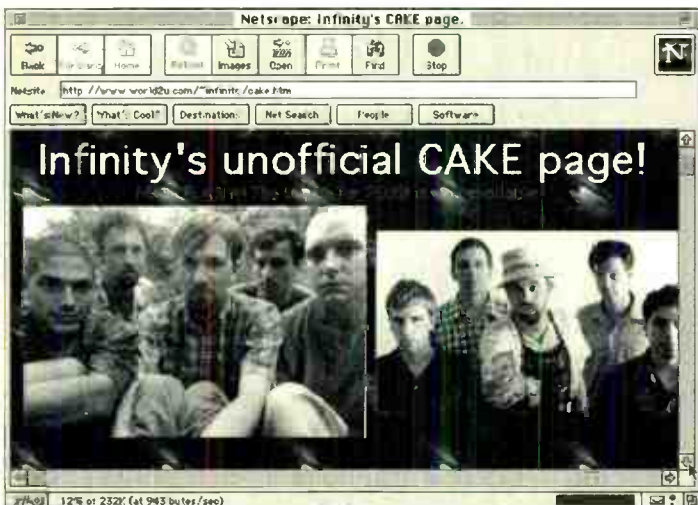 Netscape: Infinity's CAKE page.
Back Forward Home Reload Images Open Print Find Stop
N
Netsite http://www.world2u.com/~infinity/cake.htm
What's New? What's Cool? Destinations Net Search People Software
Infinity's unofficial CAKE page!
12% of 232K (at 943 bytes/sec)